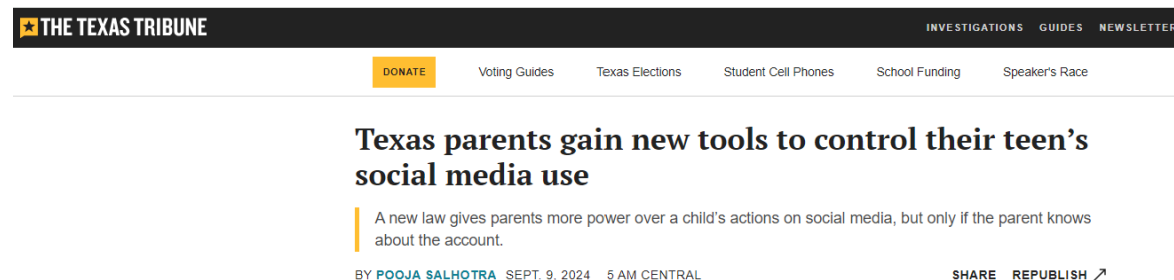 THE TEXAS TRIBUNE
INVESTIGATIONS GUIDES NEWSLETTER
DONATE Voting Guides Texas Elections Student Cell Phones School Funding Speaker's Race
Texas parents gain new tools to control their teen’s
social media use
A new law gives parents more power over a child’s actions on social media, but only if the parent knows
about the account.
BY POOJA SALHOTRA SEPT. 9, 2024 5 AM CENTRAL SHARE REPUBLISH